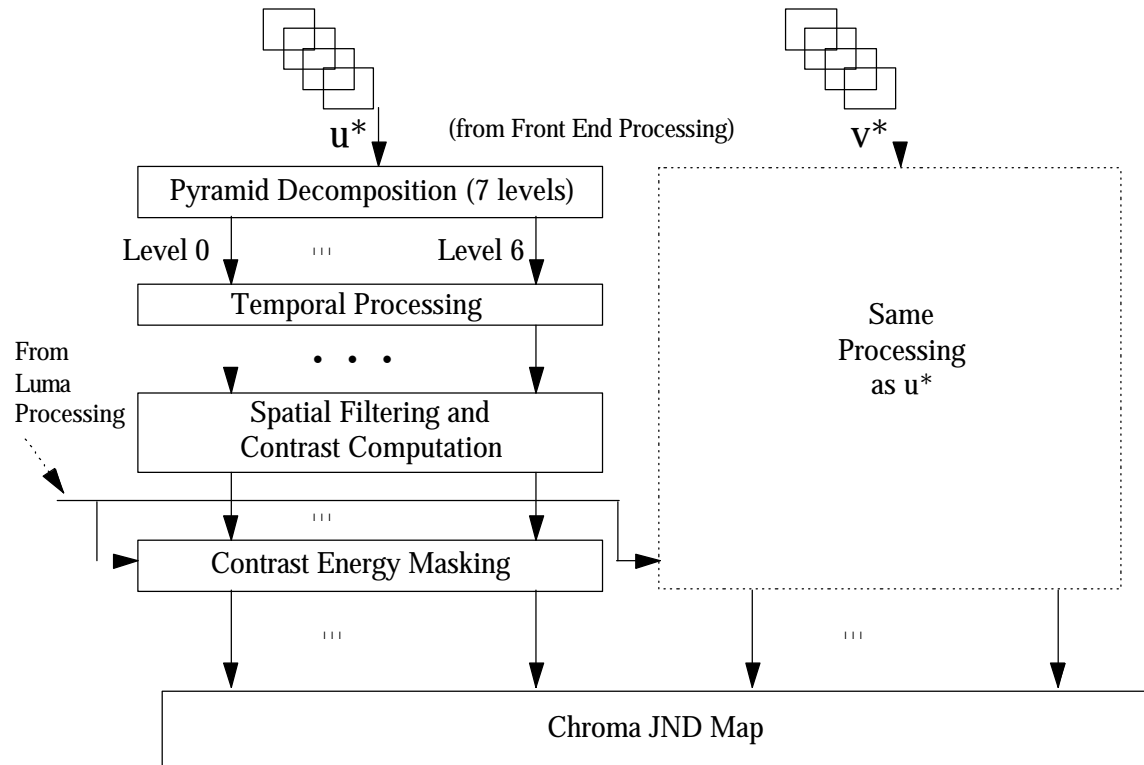 u*
(from Front End Processing)
v*
Pyramid Decomposition (7 levels)
Level 0
Level 6
Temporal Processing
Same
Processing
as u*
From
Luma
Processing
Spatial Filtering and
Contrast Computation
Contrast Energy Masking
Chroma JND Map